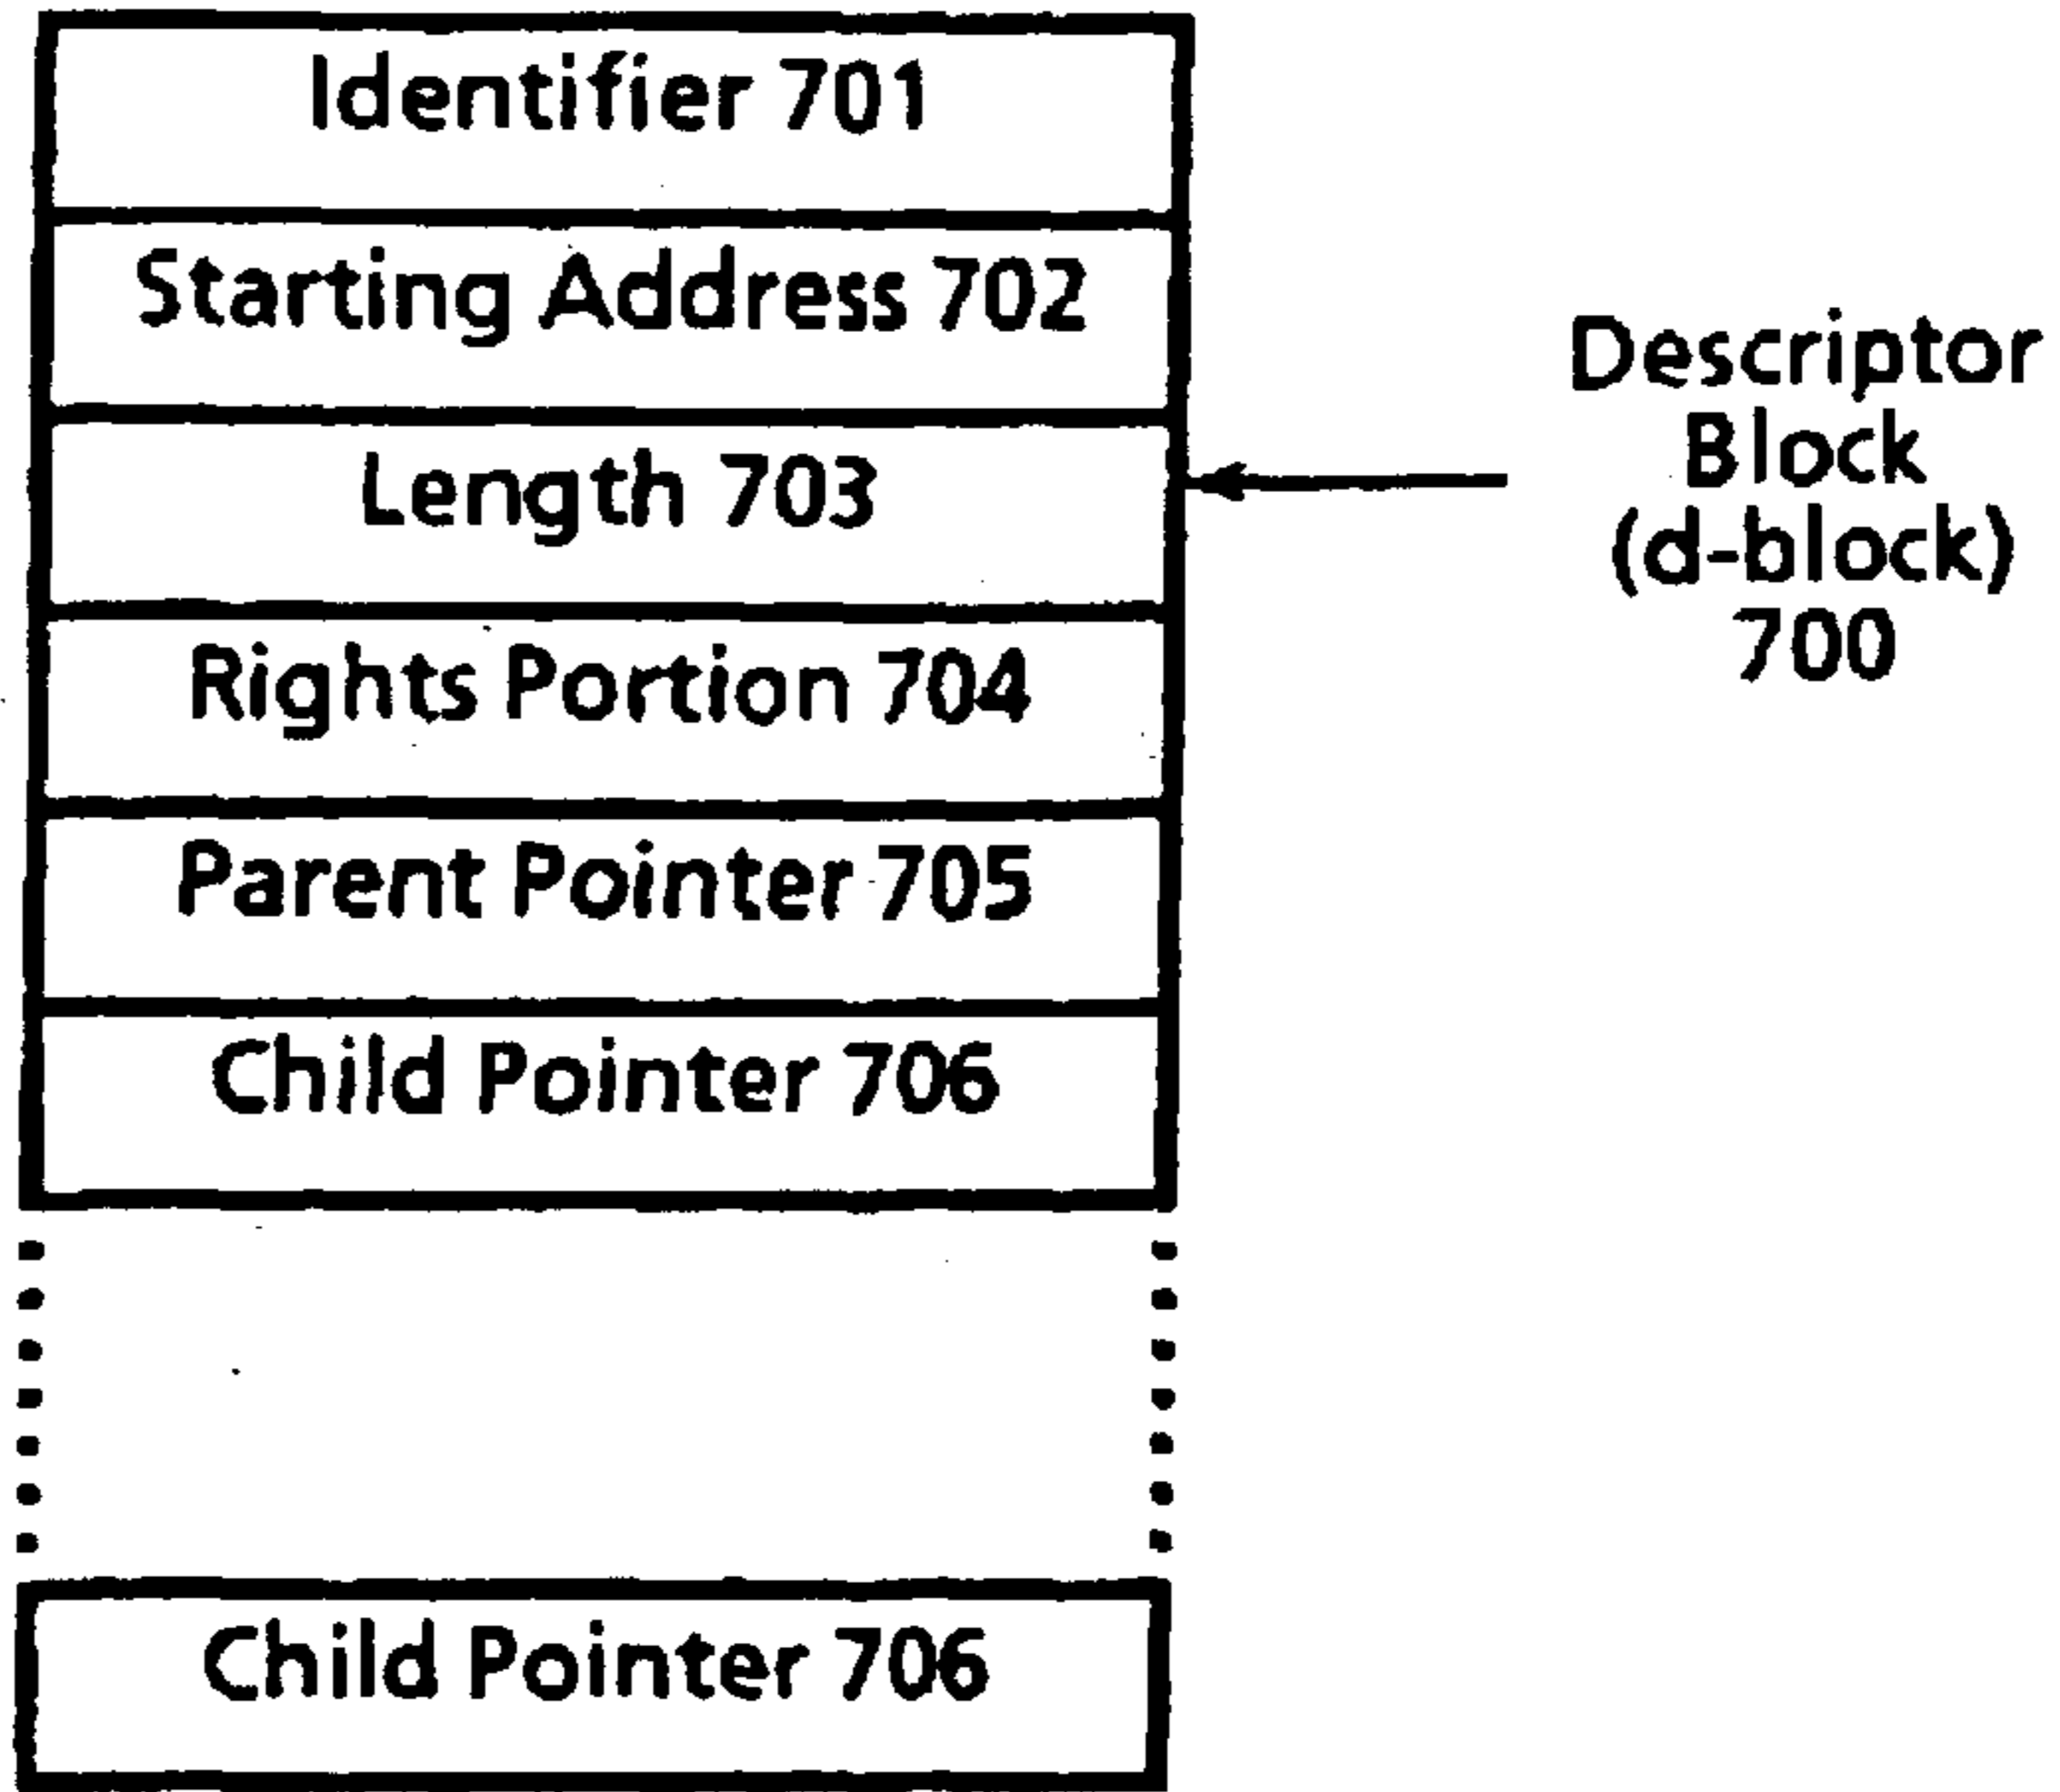 Identifier 701
Starting Address 702
Length 703
Rights Portion 704
Parent Pointer 705
Child Pointer 706
Child Pointer 706
Descriptor
Block
(d-block)
700